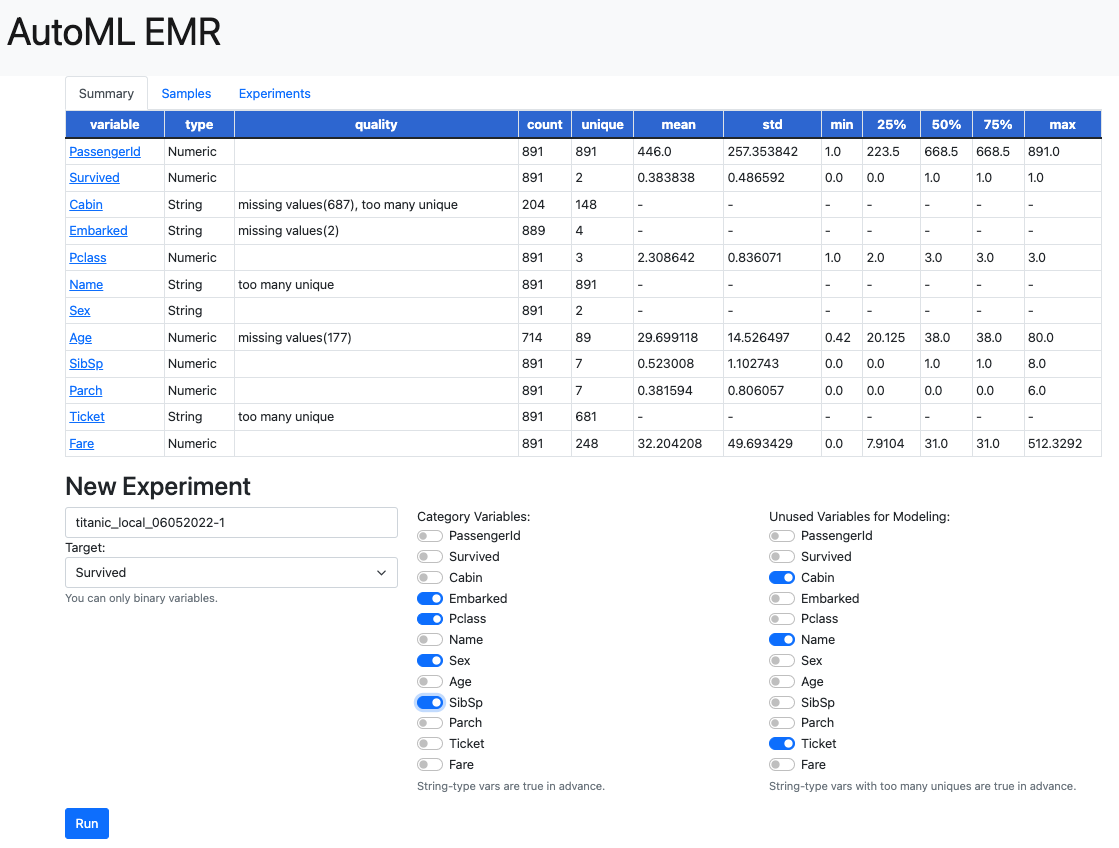 AutoML EMR
Summary Samples Experiments
variable type quality count unique mean std min 25% 50% 75% max
PassengerId Numeric 891 891 446.0 257.353842 1.0 223.5 668.5 668.5 891.0
Survived Numeric 891 2 0.383838 0.486592 0.0 0.0 1.0 1.0 1.0
Cabin String missing values(687), too many unique 204 148 - - - - - - -
Embarked String missing values(2) 889 4 - - - - - - -
Pclass Numeric 891 3 2.308642 0.836071 1.0 2.0 3.0 3.0 3.0
Name String too many unique 891 891 - - - - - - -
Sex String 891 2 - - - - - - -
Age Numeric missing values(177) 714 89 29.699118 14.526497 0.42 20.125 38.0 38.0 80.0
SibSp Numeric 891 7 0.523008 1.102743 0.0 0.0 1.0 1.0 8.0
Parch Numeric 891 7 0.381594 0.806057 0.0 0.0 0.0 0.0 6.0
Ticket String too many unique 891 681 - - - - - - -
Fare Numeric 891 248 32.204208 49.693429 0.0 7.9104 31.0 31.0 512.3292
New Experiment
titanic_local_06052022-1
Target:
Survived
You can only binary variables.
Category Variables:
PassengerId
Survived
Cabin
Embarked
Pclass
Name
Sex
Age
SibSp
Parch
Ticket
Fare
String-type vars are true in advance.
Unused Variables for Modeling:
PassengerId
Survived
Cabin
Embarked
Pclass
Name
Sex
Age
SibSp
Parch
Ticket
Fare
String-type vars with too many uniques are true in advance.
Run